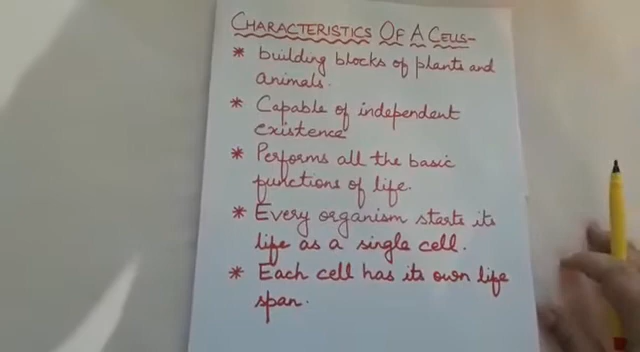 CHARACTERISTICS OF A CELLS-
* building blocks of plants and
animals.
* Capable of independent
existence
* Performs all the basic
functions of life.
* Every organism starts its
life as a single cell.
* Each cell has its own life
span.